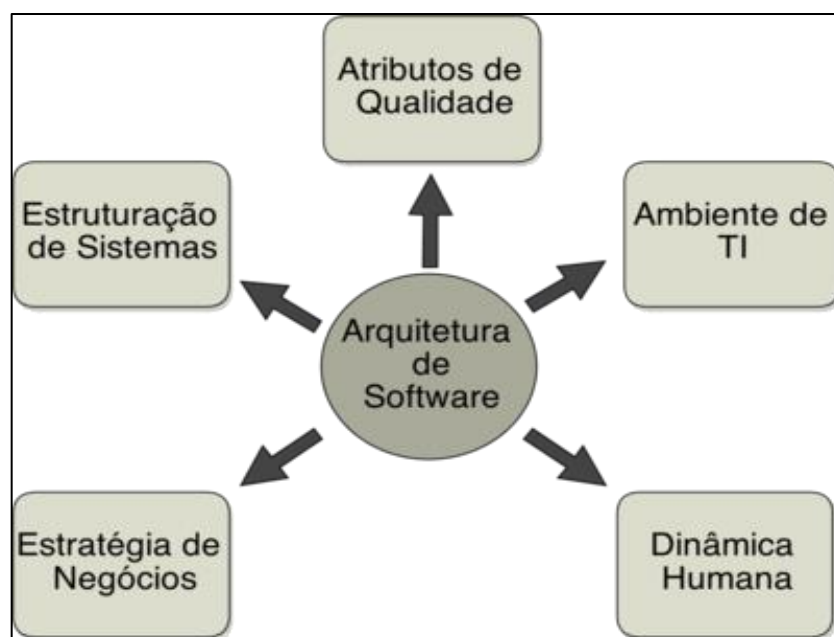 Atributos de
Qualidade
Estruturação
de Sistemas
Ambiente de
TI
Arquitetura
de
Software
Estratégia de
Negócios
Dinâmica
Humana